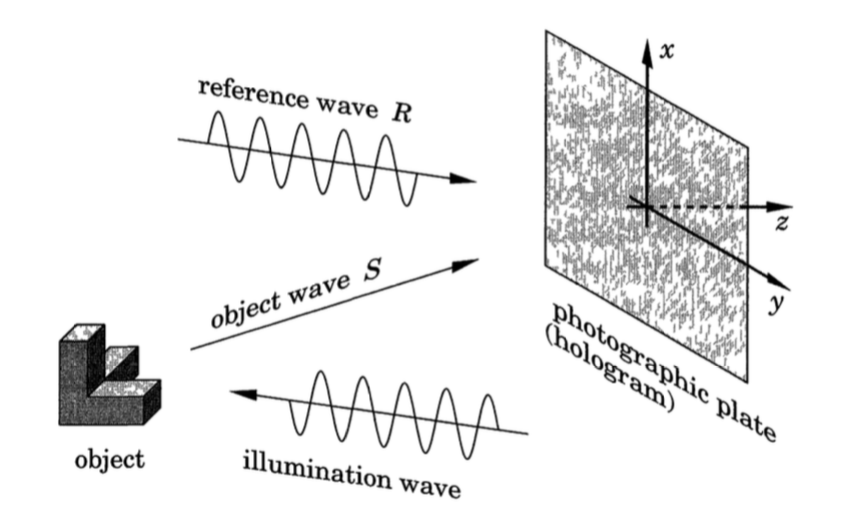 reference wave R
x
z
y
object wave S
photographic plate
(hologram)
object
illumination wave